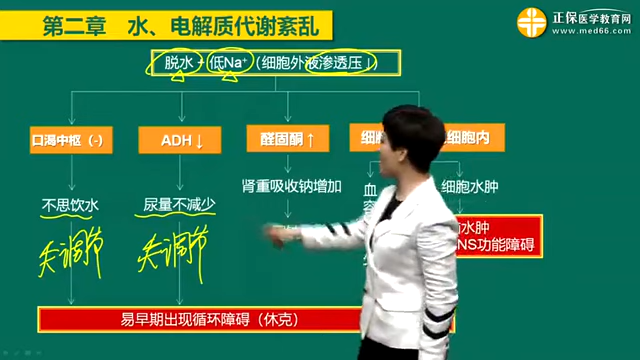 第二章 水、电解质代谢紊乱
正保医学教育网
www.med66.com
脱水-低Na⁺（细胞外液渗透压↓）
口渴中枢（-）
ADH↓
醛固酮↑
细胞内
不思饮水
尿量不减少
肾重吸收钠增加
血
容
细胞水肿
失调节
失调节
水肿
NS功能障碍
易早期出现循环障碍（休克）